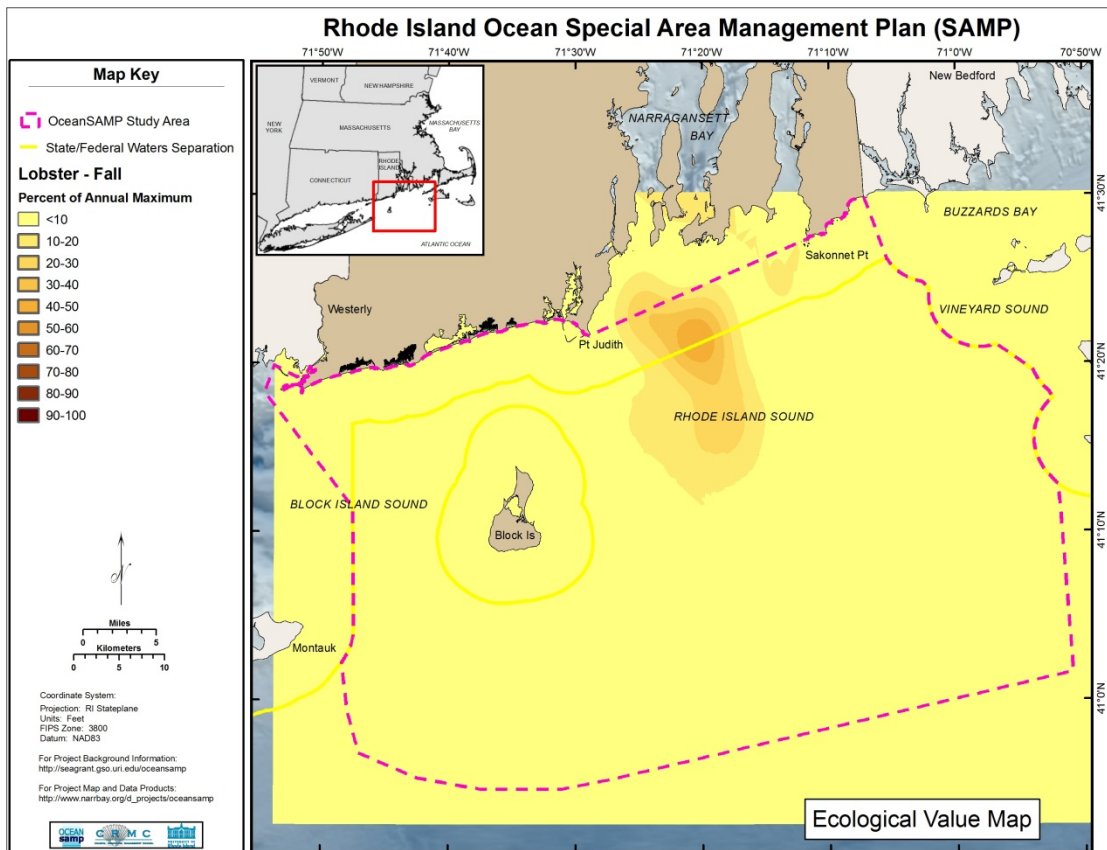 Rhode Island Ocean Special Area Management Plan (SAMP)
71°50'W
71°40'W
71°30'W
71°20'W
71°10'W
71°0'W
70°50'W
Map Key
OceanSAMP Study Area
State/Federal Waters Separation
Lobster - Fall
Percent of Annual Maximum
<10
10-20
20-30
30-40
40-50
50-60
60-70
70-80
80-90
90-100
Miles
0 5
Kilometers
0 5 10
Coordinate System:
Projection: RI Stateplane
Units: Feet
FIPS Zone: 3800
Datum: NAD83
For Project Background Information:
http://seagrant.gso.uri.edu/oceansamp
For Project Map and Data Products:
http://www.narrbay.org/d_projects/oceansamp
OCEAN
samp
CRMC
VERMONT
NEW HAMPSHIRE
NEW
YORK
MASSACHUSETTS
MASSACHUSETTS
BAY
CONNECTICUT
RHODE
ISLAND
ATLANTIC OCEAN
NARRAGANSETT
BAY
New Bedford
BUZZARDS BAY
Sakonnet Pt
VINEYARD SOUND
Westerly
Pt Judith
RHODE ISLAND SOUND
BLOCK ISLAND SOUND
Block Is
Montauk
41°30'N
41°20'N
41°10'N
41°0'N
Ecological Value Map